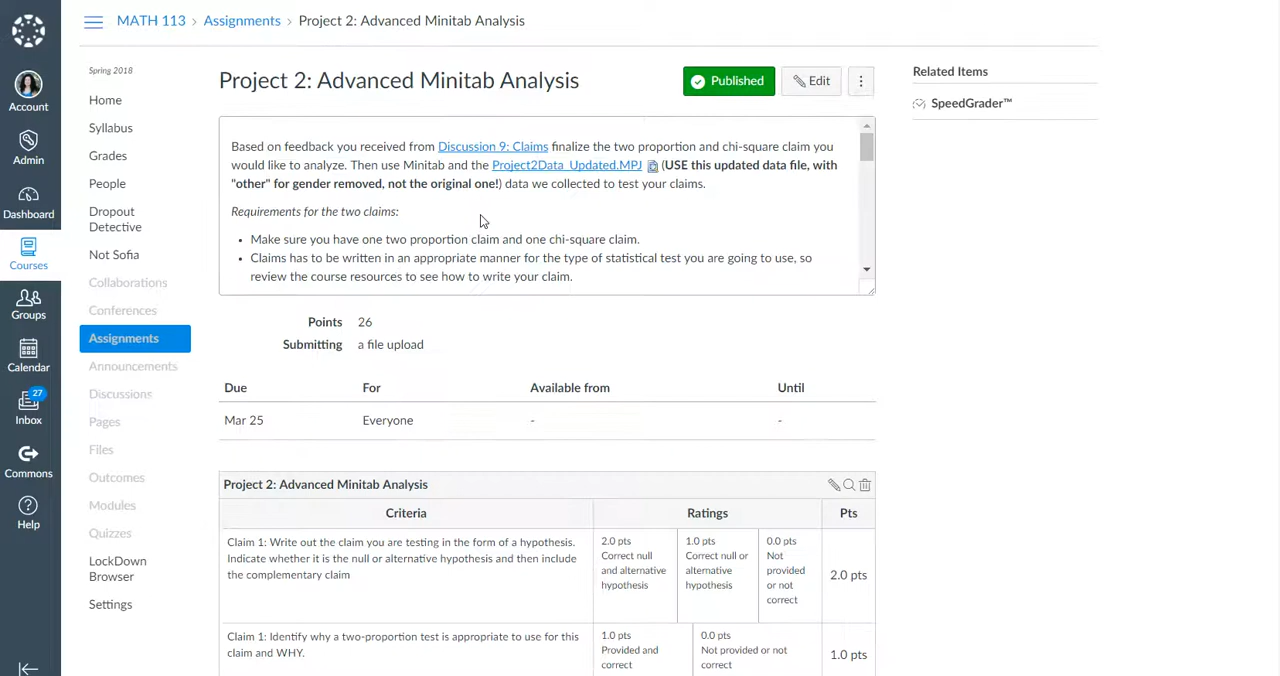 MATH 113 › Assignments › Project 2: Advanced Minitab Analysis
Account
Admin
Dashboard
Courses
Groups
Calendar
27
Inbox
Commons
Help
Spring 2018
Home
Syllabus
Grades
People
Dropout
Detective
Not Sofia
Collaborations
Conferences
Assignments
Announcements
Discussions
Pages
Files
Outcomes
Modules
Quizzes
LockDown
Browser
Settings
Project 2: Advanced Minitab Analysis
Published
Edit
Based on feedback you received from Discussion 9: Claims finalize the two proportion and chi-square claim you
would like to analyze. Then use Minitab and the Project2Data_Updated.MPJ (USE this updated data file, with
"other" for gender removed, not the original one!) data we collected to test your claims.
Requirements for the two claims:
• Make sure you have one two proportion claim and one chi-square claim.
• Claims has to be written in an appropriate manner for the type of statistical test you are going to use, so
review the course resources to see how to write your claim.
Points 26
Submitting a file upload
Due For Available from Until
Mar 25 Everyone - -
Project 2: Advanced Minitab Analysis
Criteria Ratings Pts
Claim 1: Write out the claim you are testing in the form of a hypothesis.
Indicate whether it is the null or alternative hypothesis and then include
the complementary claim
2.0 pts
Correct null
and alternative
hypothesis
1.0 pts
Correct null or
alternative
hypothesis
0.0 pts
Not
provided
or not
correct
2.0 pts
Claim 1: Identify why a two-proportion test is appropriate to use for this
claim and WHY.
1.0 pts
Provided and
correct
0.0 pts
Not provided or not
correct
1.0 pts
Related Items
SpeedGrader™